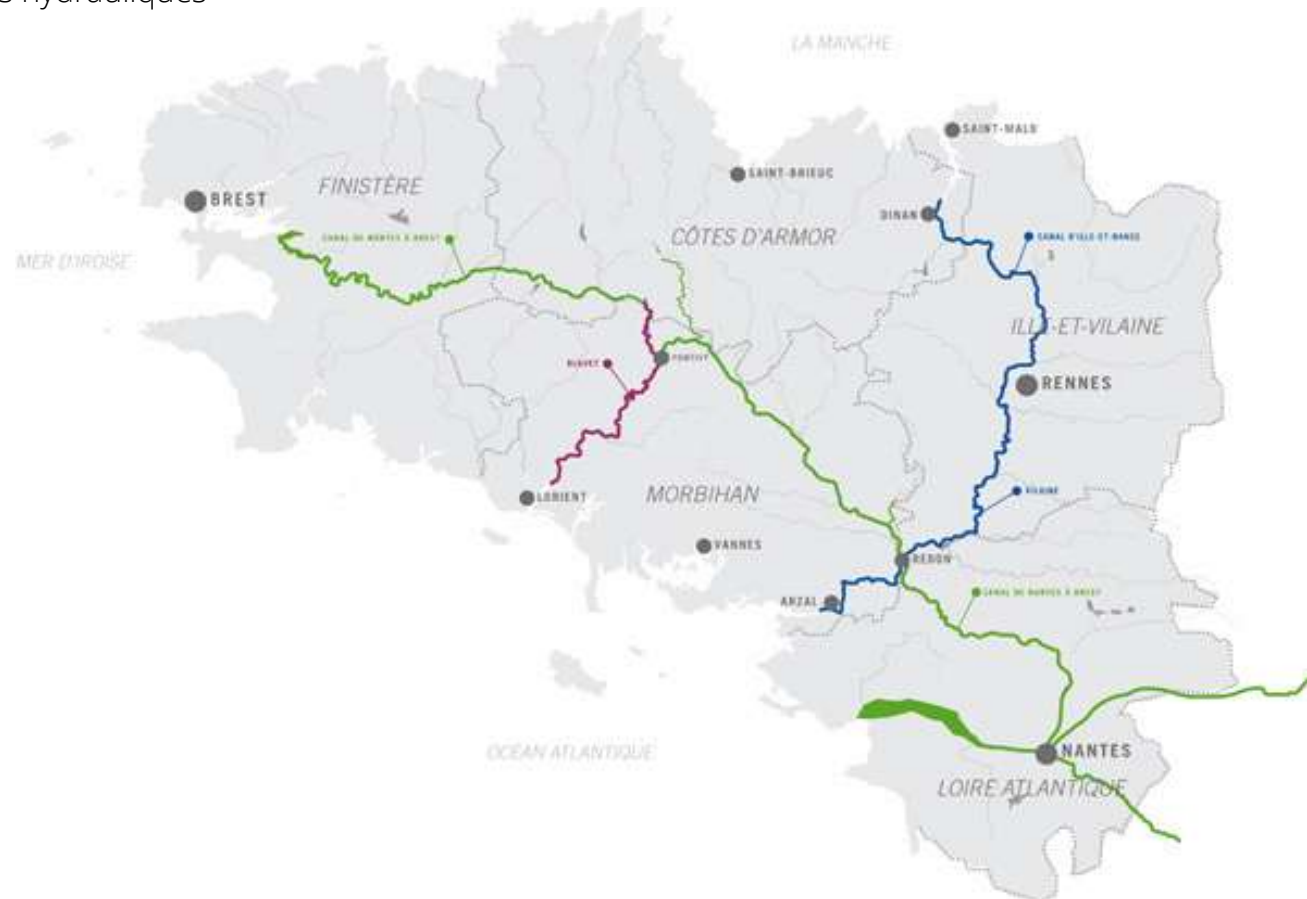 hydrauliques
LA MANCHE
SAINT-MALO
SAINT-BRIEUC
BREST
FINISTÈRE
DINAN
CÔTES D'ARMOR
CANAL DE NANTES À BREST
CANAL D'ILLE-ET-RANCE
MER D'IROISE
ILLE-ET-VILAINE
PONTIVY
BLAVET
RENNES
LORIENT
MORBIHAN
VILAINE
VANNES
REDON
CANAL DE NANTES À BREST
ARZAL
OCÉAN ATLANTIQUE
NANTES
LOIRE ATLANTIQUE